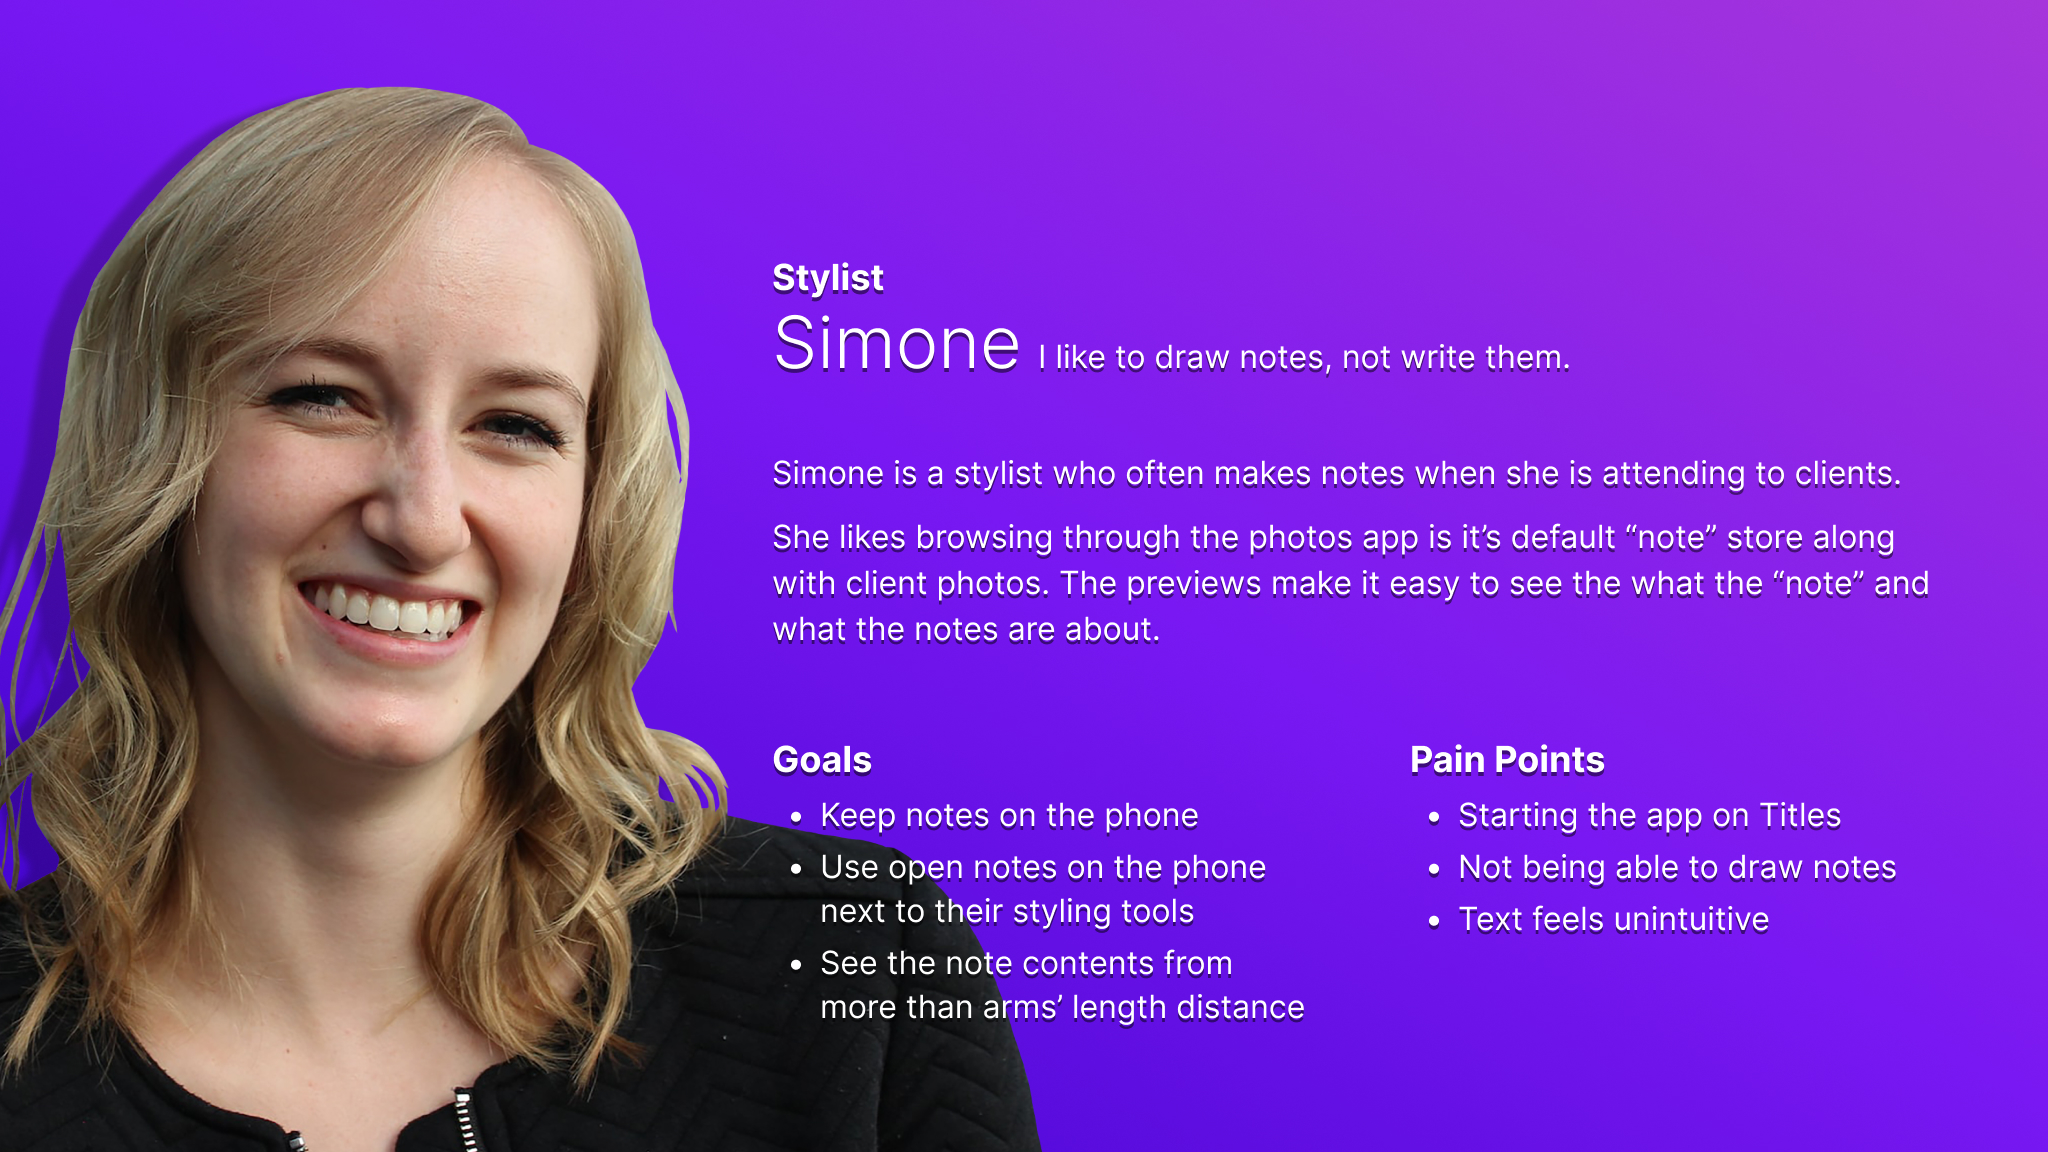 Stylist
Simone I like to draw notes, not write them.
Simone is a stylist who often makes notes when she is attending to clients.
She likes browsing through the photos app is it’s default “note” store along
with client photos. The previews make it easy to see the what the “note” and
what the notes are about.
Goals
• Keep notes on the phone
• Use open notes on the phone
next to their styling tools
• See the note contents from
more than arms’ length distance
Pain Points
• Starting the app on Titles
• Not being able to draw notes
• Text feels unintuitive